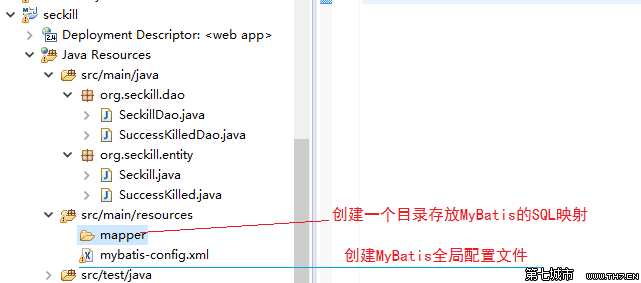 seckill
Deployment Descriptor: <web app>
Java Resources
src/main/java
org.seckill.dao
SeckillDao.java
SuccessKilledDao.java
org.seckill.entity
Seckill.java
SuccessKilled.java
src/main/resources
创建一个目录存放MyBatis的SQL映射
mapper
mybatis-config.xml
创建MyBatis全局配置文件
src/test/java
第七城市 www.TH7.CN